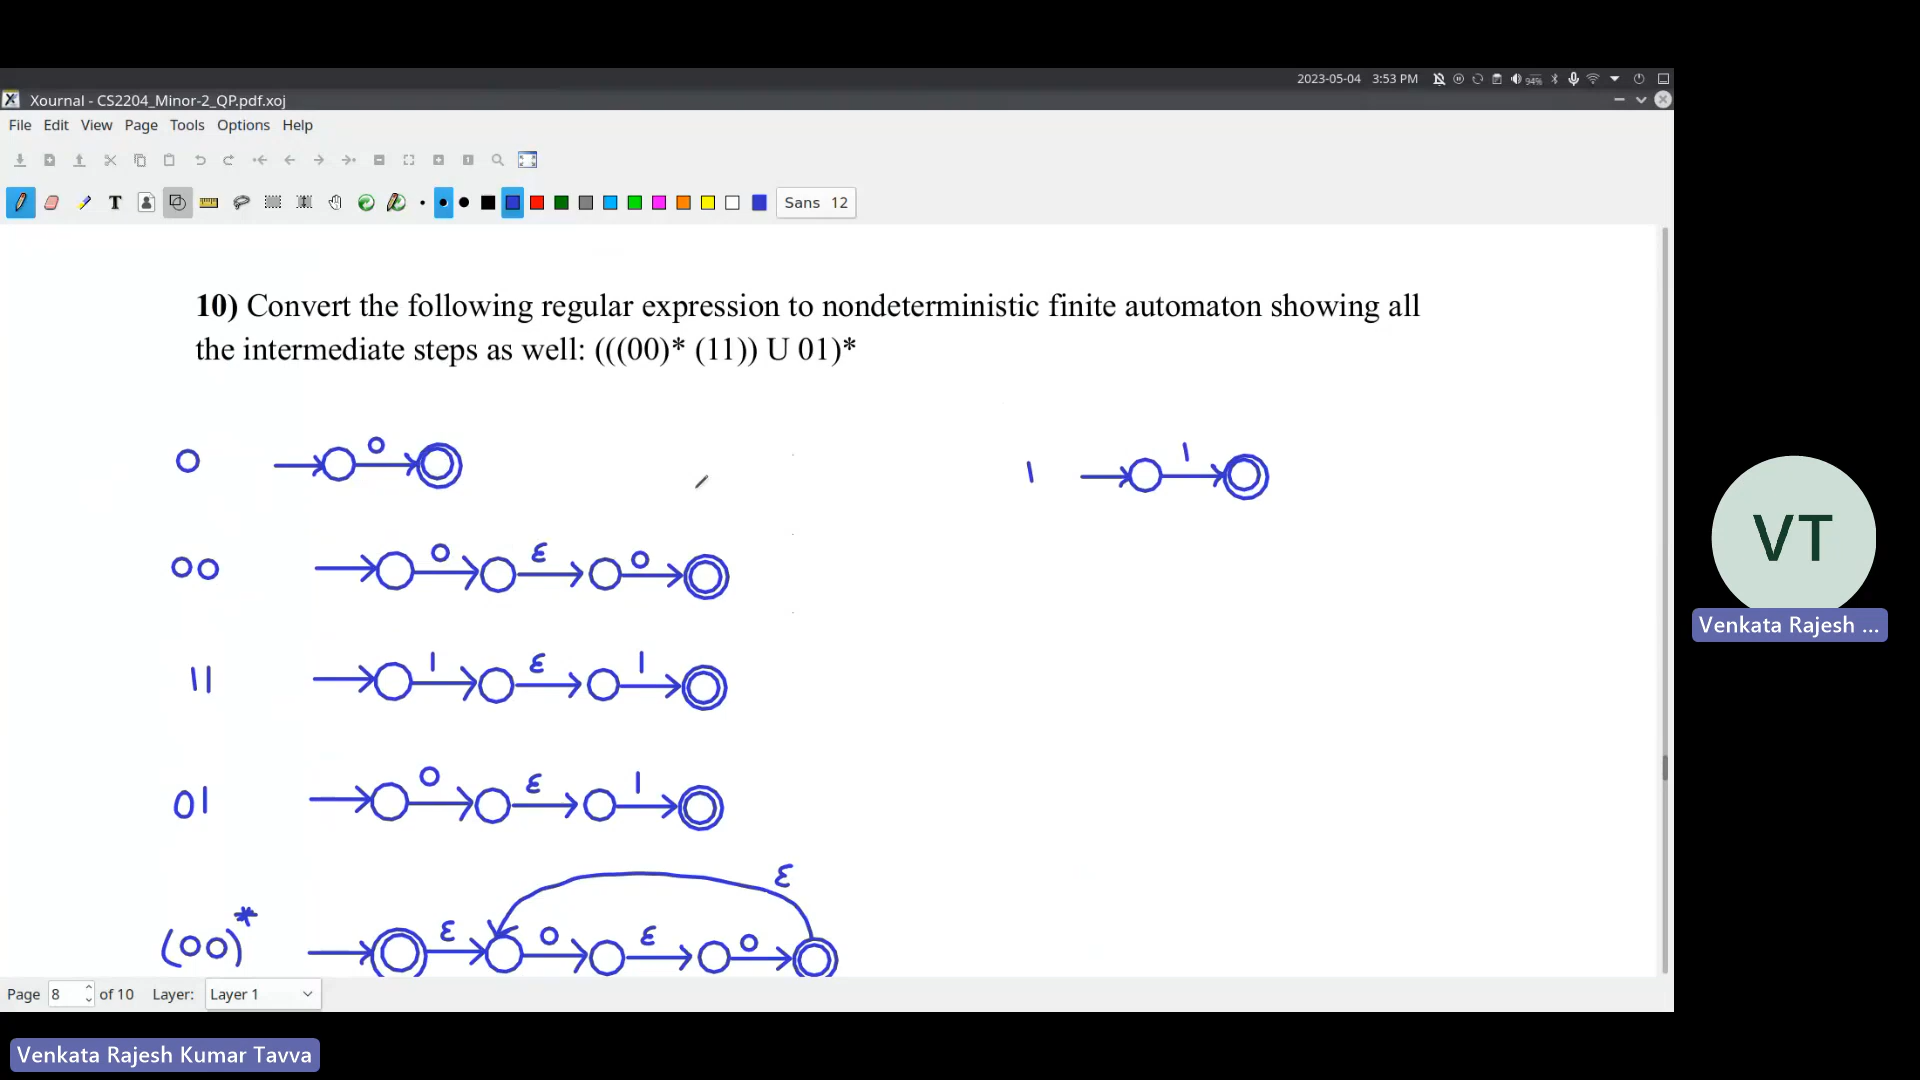 2023-05-04 3:53 PM 94%
Xournal - CS2204_Minor-2_QP.pdf.xoj
File Edit View Page Tools Options Help
T Sans 12
10) Convert the following regular expression to nondeterministic finite automaton showing all
the intermediate steps as well: (((00)* (11)) U 01)*
0 0
1 1
00 0 ε 0
11 1 ε 1
01 0 ε 1
ε
(00)* ε 0 ε 0
VT
Venkata Rajesh ...
Page 8 of 10 Layer: Layer 1
Venkata Rajesh Kumar Tavva